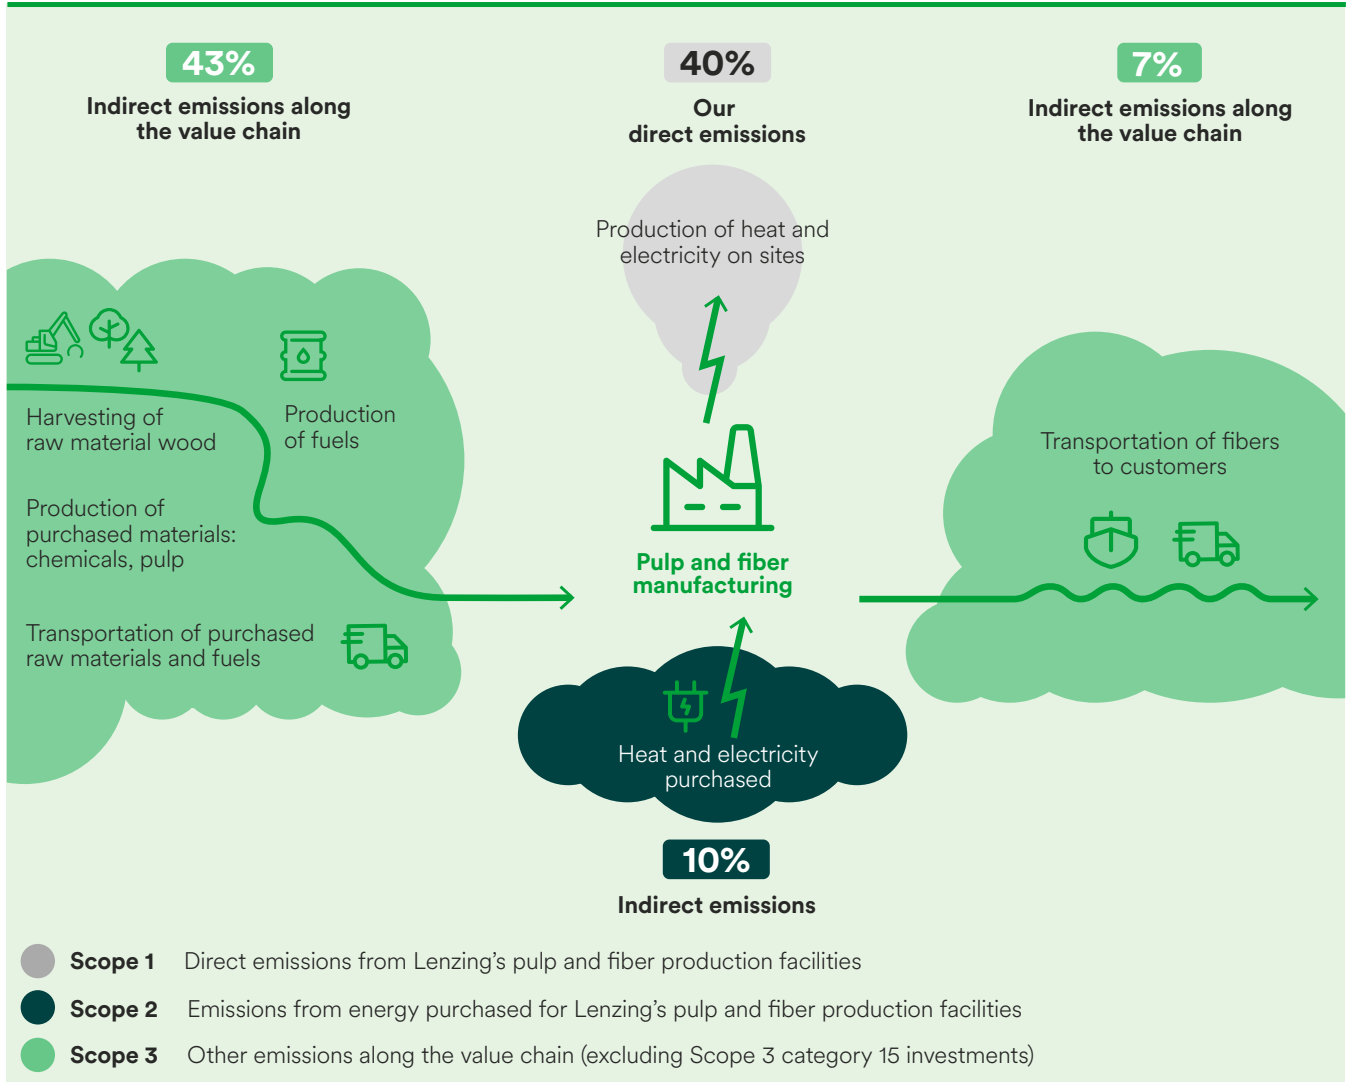 43%
Indirect emissions along
the value chain
40%
Our
direct emissions
7%
Indirect emissions along
the value chain
Production of heat and
electricity on sites
Harvesting of
raw material wood
Production
of fuels
Production of
purchased materials:
chemicals, pulp
Transportation of purchased
raw materials and fuels
Pulp and fiber
manufacturing
Transportation of fibers
to customers
Heat and electricity
purchased
10%
Indirect emissions
Scope 1 Direct emissions from Lenzing's pulp and fiber production facilities
Scope 2 Emissions from energy purchased for Lenzing's pulp and fiber production facilities
Scope 3 Other emissions along the value chain (excluding Scope 3 category 15 investments)